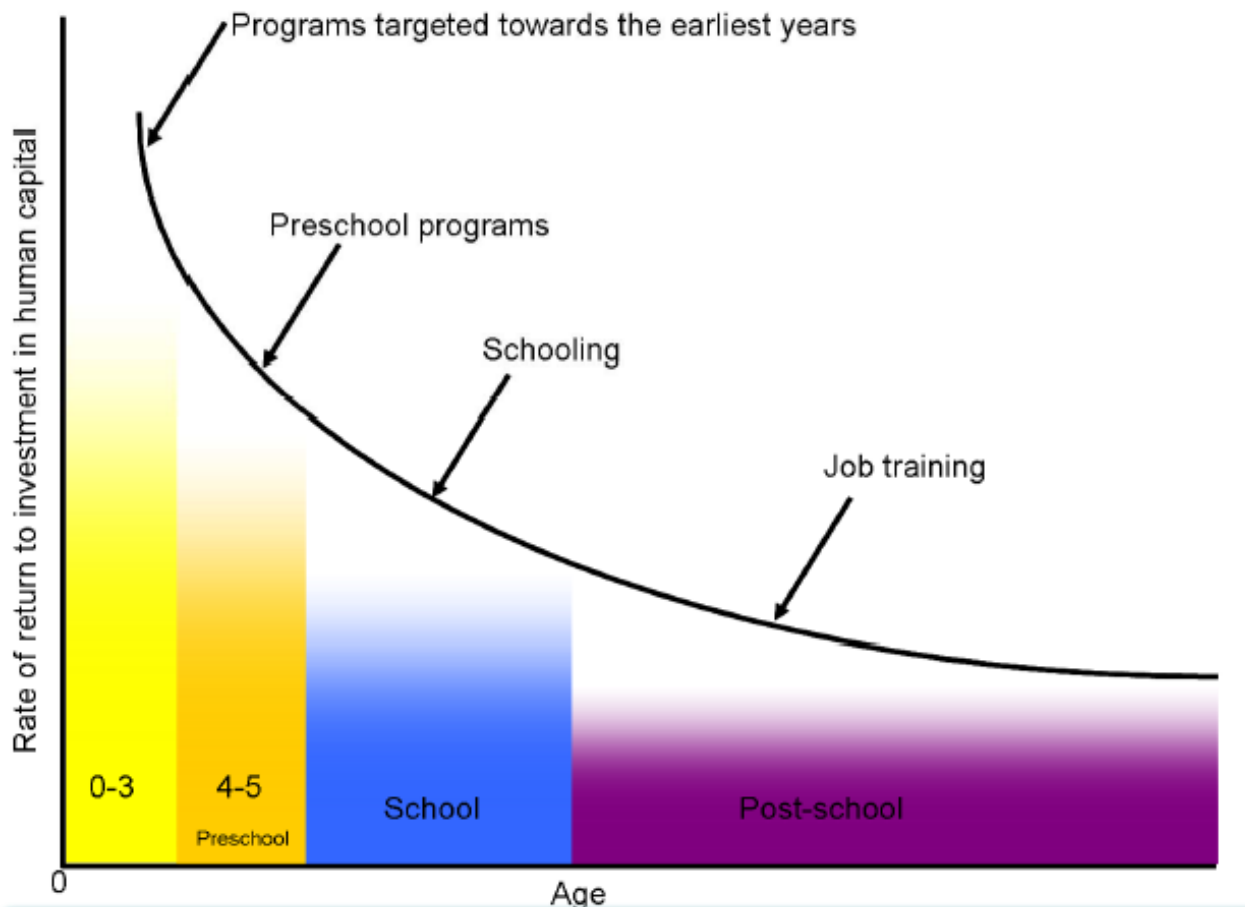 Programs targeted towards the earliest years
Preschool programs
Schooling
Job training
Rate of return to investment in human capital
0-3
4-5
Preschool
School
Post-school
0
Age